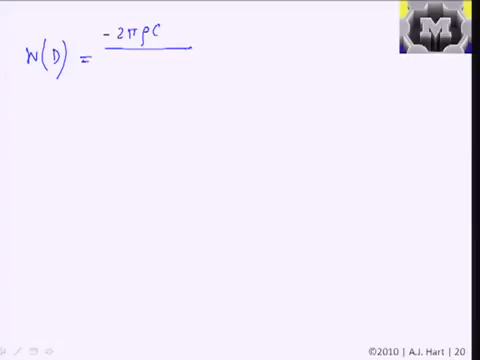 W(D) = -2πρC
M
©2010 | A.J. Hart | 20